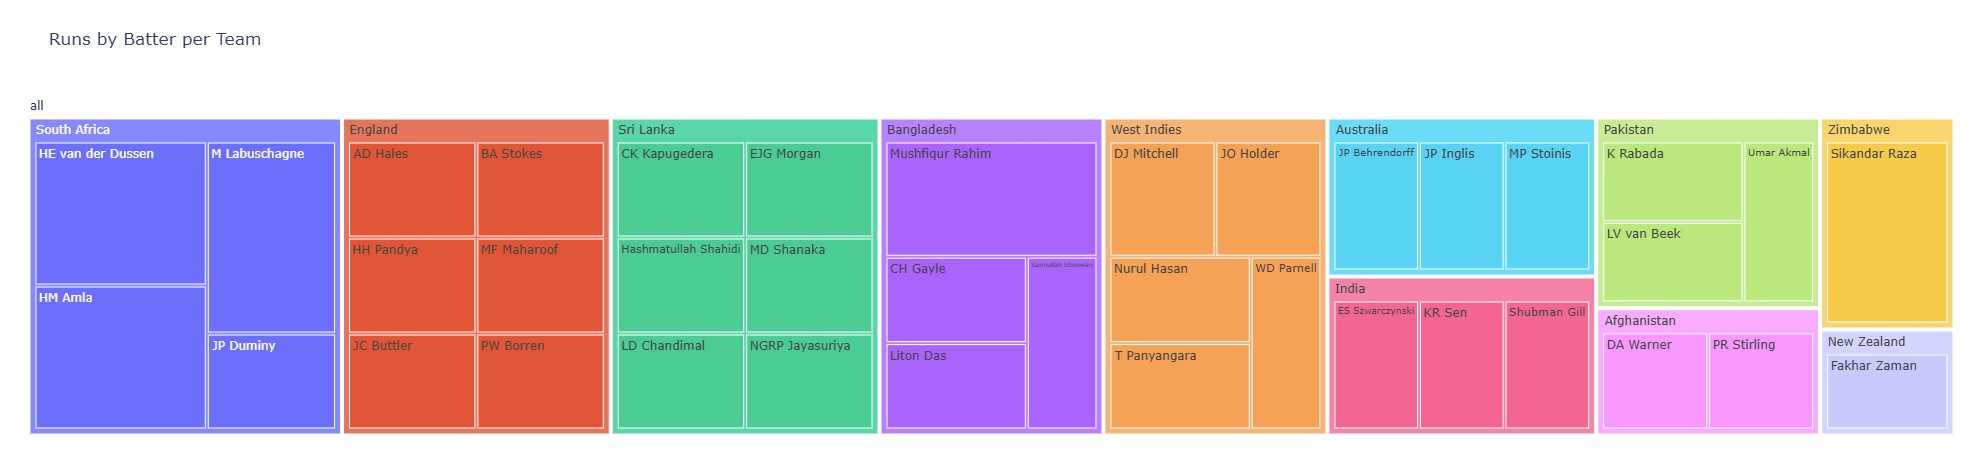 Runs by Batter per Team
all
South Africa
HE van der Dussen
M Labuschagne
HM Amla
JP Duminy
England
AD Hales
BA Stokes
HH Pandya
MF Maharoof
JC Buttler
PW Borren
Sri Lanka
CK Kapugedera
EJG Morgan
Hashmatullah Shahidi
MD Shanaka
LD Chandimal
NGRP Jayasuriya
Bangladesh
Mushfiqur Rahim
CH Gayle
Samiullah Shenwari
Liton Das
West Indies
DJ Mitchell
JO Holder
Nurul Hasan
WD Parnell
T Panyangara
Australia
JP Behrendorff
JP Inglis
MP Stoinis
India
ES Szwarczynski
KR Sen
Shubman Gill
Pakistan
K Rabada
Umar Akmal
LV van Beek
Afghanistan
DA Warner
PR Stirling
Zimbabwe
Sikandar Raza
New Zealand
Fakhar Zaman